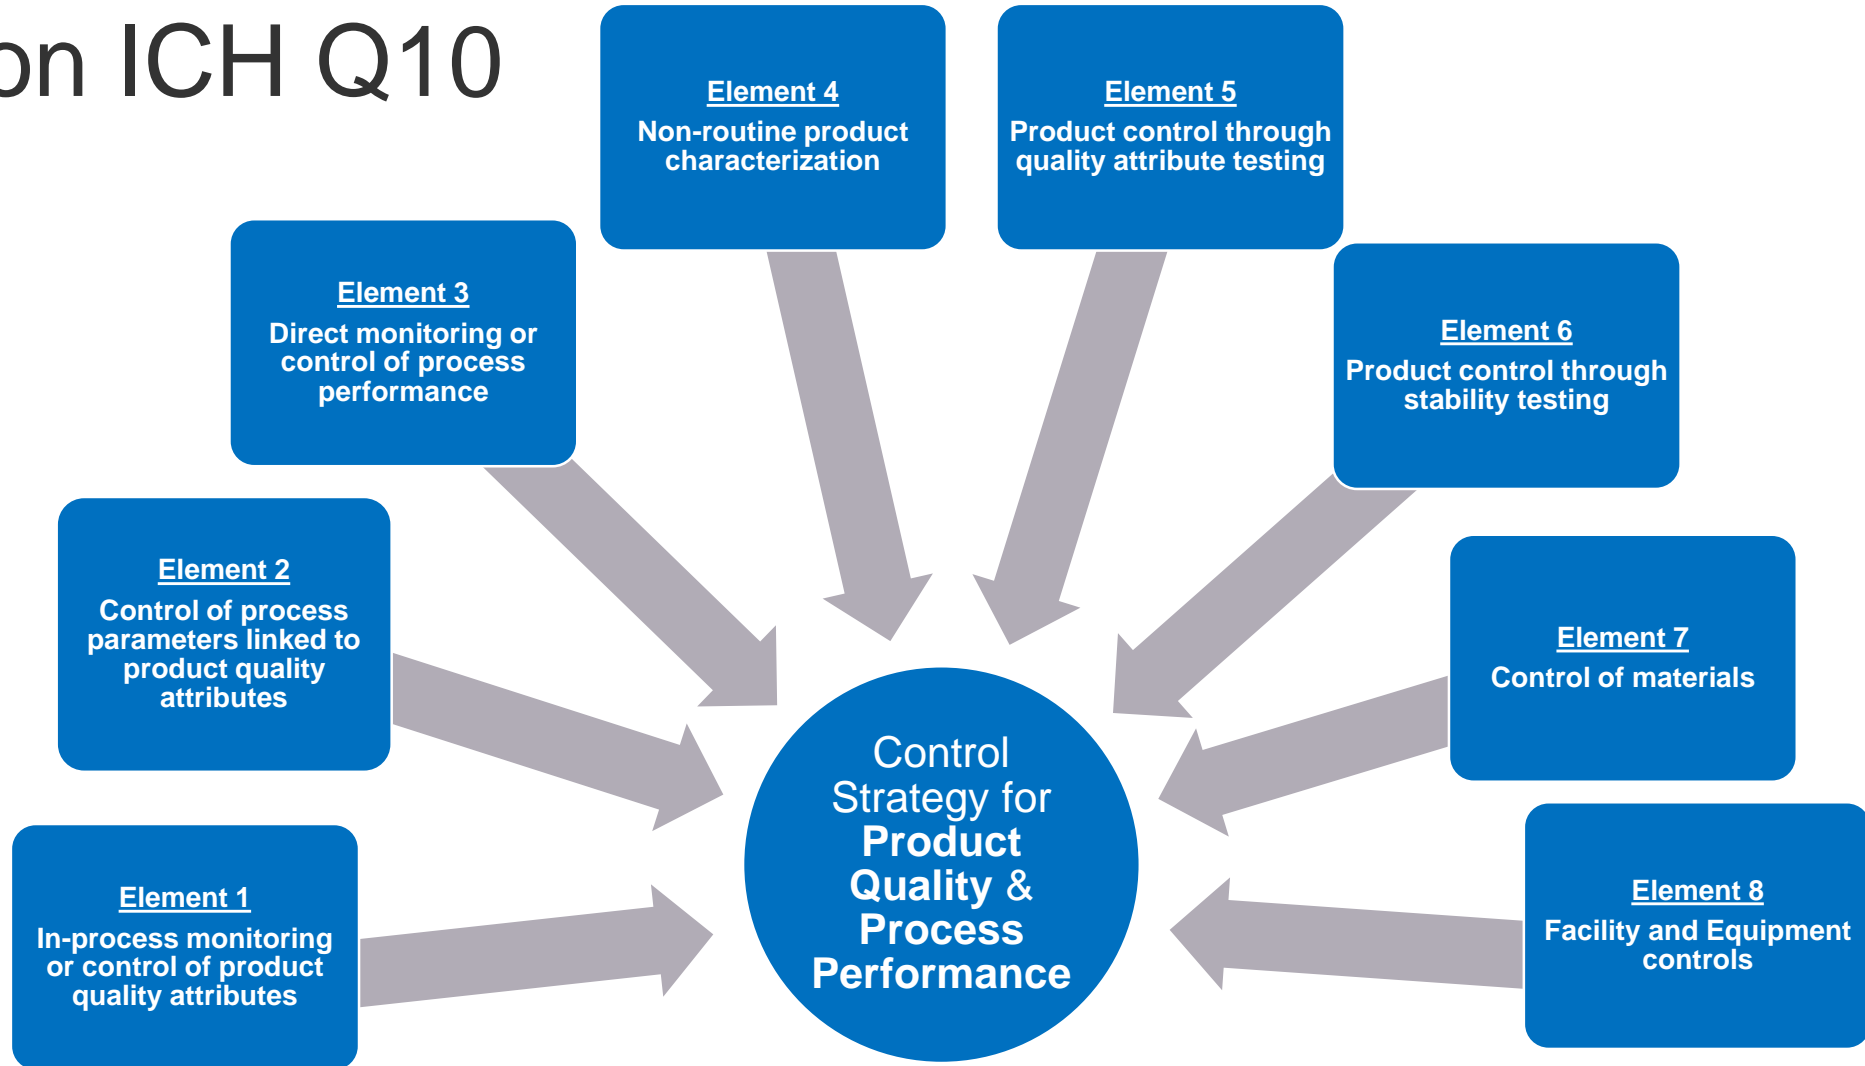 on ICH Q10
Element 4
Non-routine product
characterization
Element 5
Product control through
quality attribute testing
Element 3
Direct monitoring or
control of process
performance
Element 6
Product control through
stability testing
Element 2
Control of process
parameters linked to
product quality
attributes
Element 7
Control of materials
Element 1
In-process monitoring
or control of product
quality attributes
Control
Strategy for
Product
Quality &
Process
Performance
Element 8
Facility and Equipment
controls